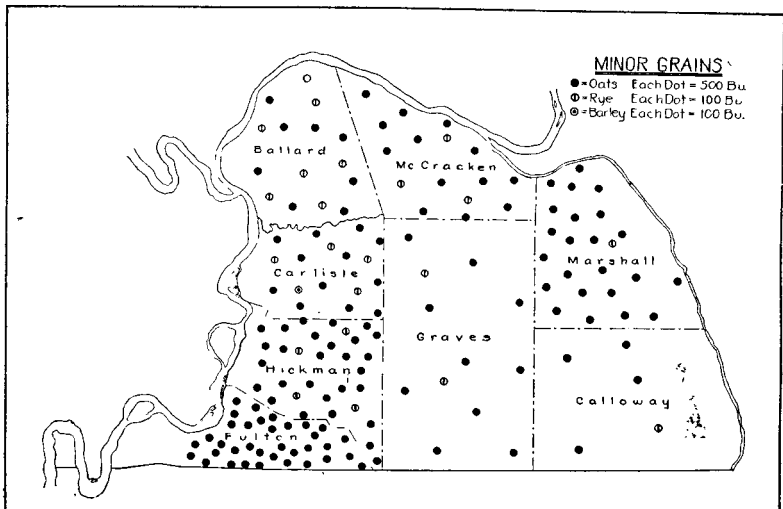 MINOR GRAINS
=Oats Each Dot = 500 Bu.
=Rye Each Dot = 100 Bu.
=Barley Each Dot = 100 Bu.
Ballard
McCracken
Carlisle
Marshall
Graves
Hickman
Calloway
Fulton